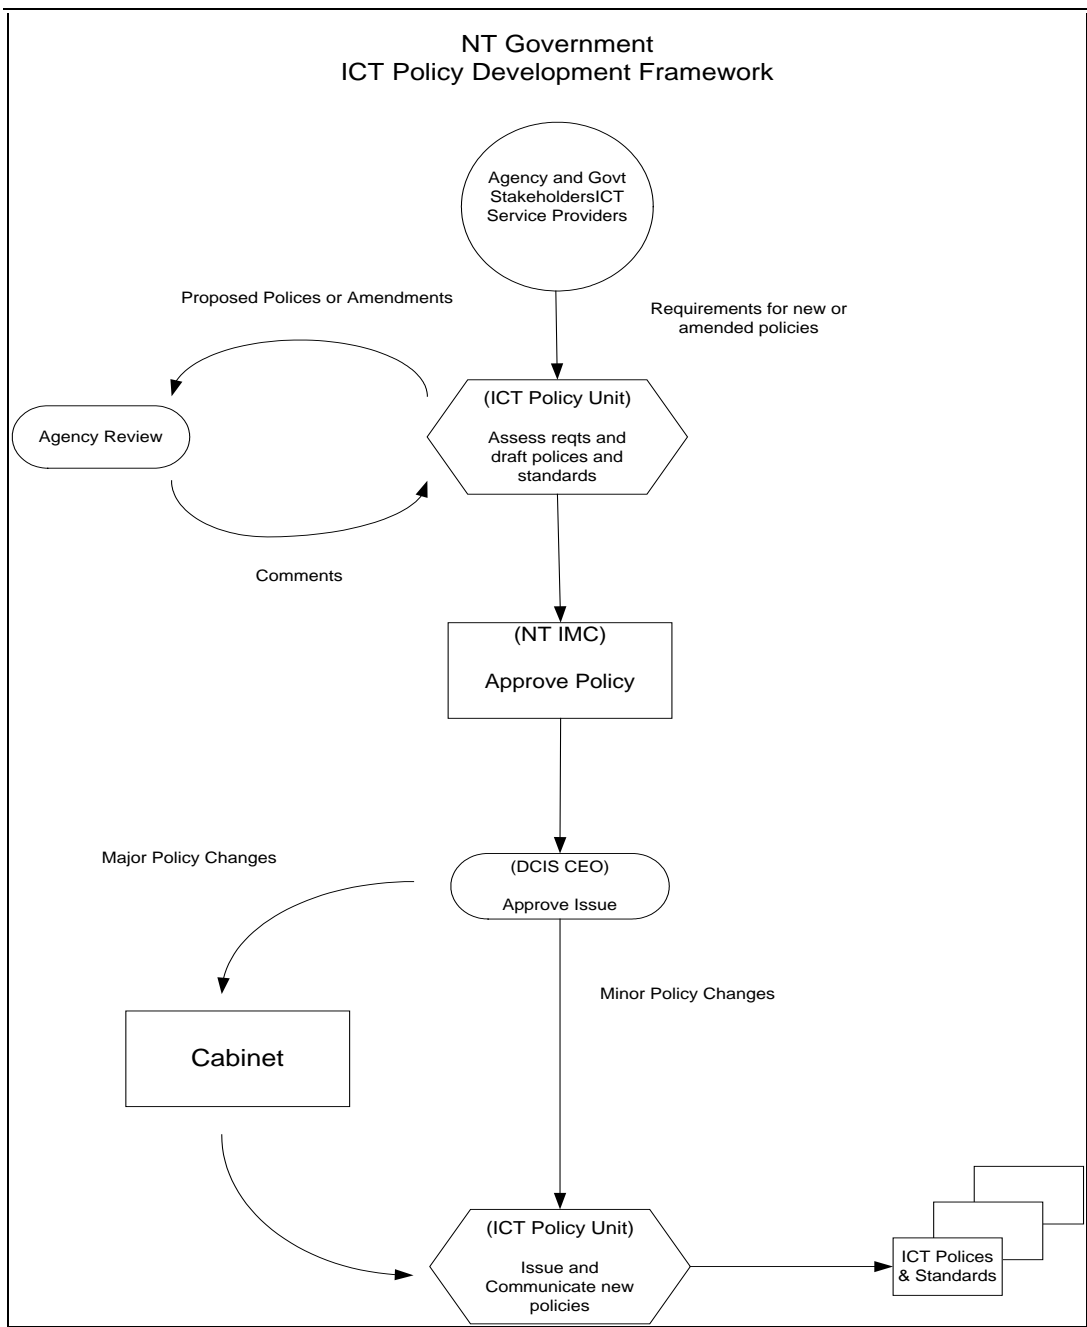 NT Government
ICT Policy Development Framework
Agency and Govt
StakeholdersICT
Service Providers
Proposed Polices or Amendments
Requirements for new or
amended policies
(ICT Policy Unit)
Assess reqts and
draft polices and
standards
Agency Review
Comments
(NT IMC)
Approve Policy
Major Policy Changes
(DCIS CEO)
Approve Issue
Minor Policy Changes
Cabinet
(ICT Policy Unit)
Issue and
Communicate new
policies
ICT Polices
& Standards